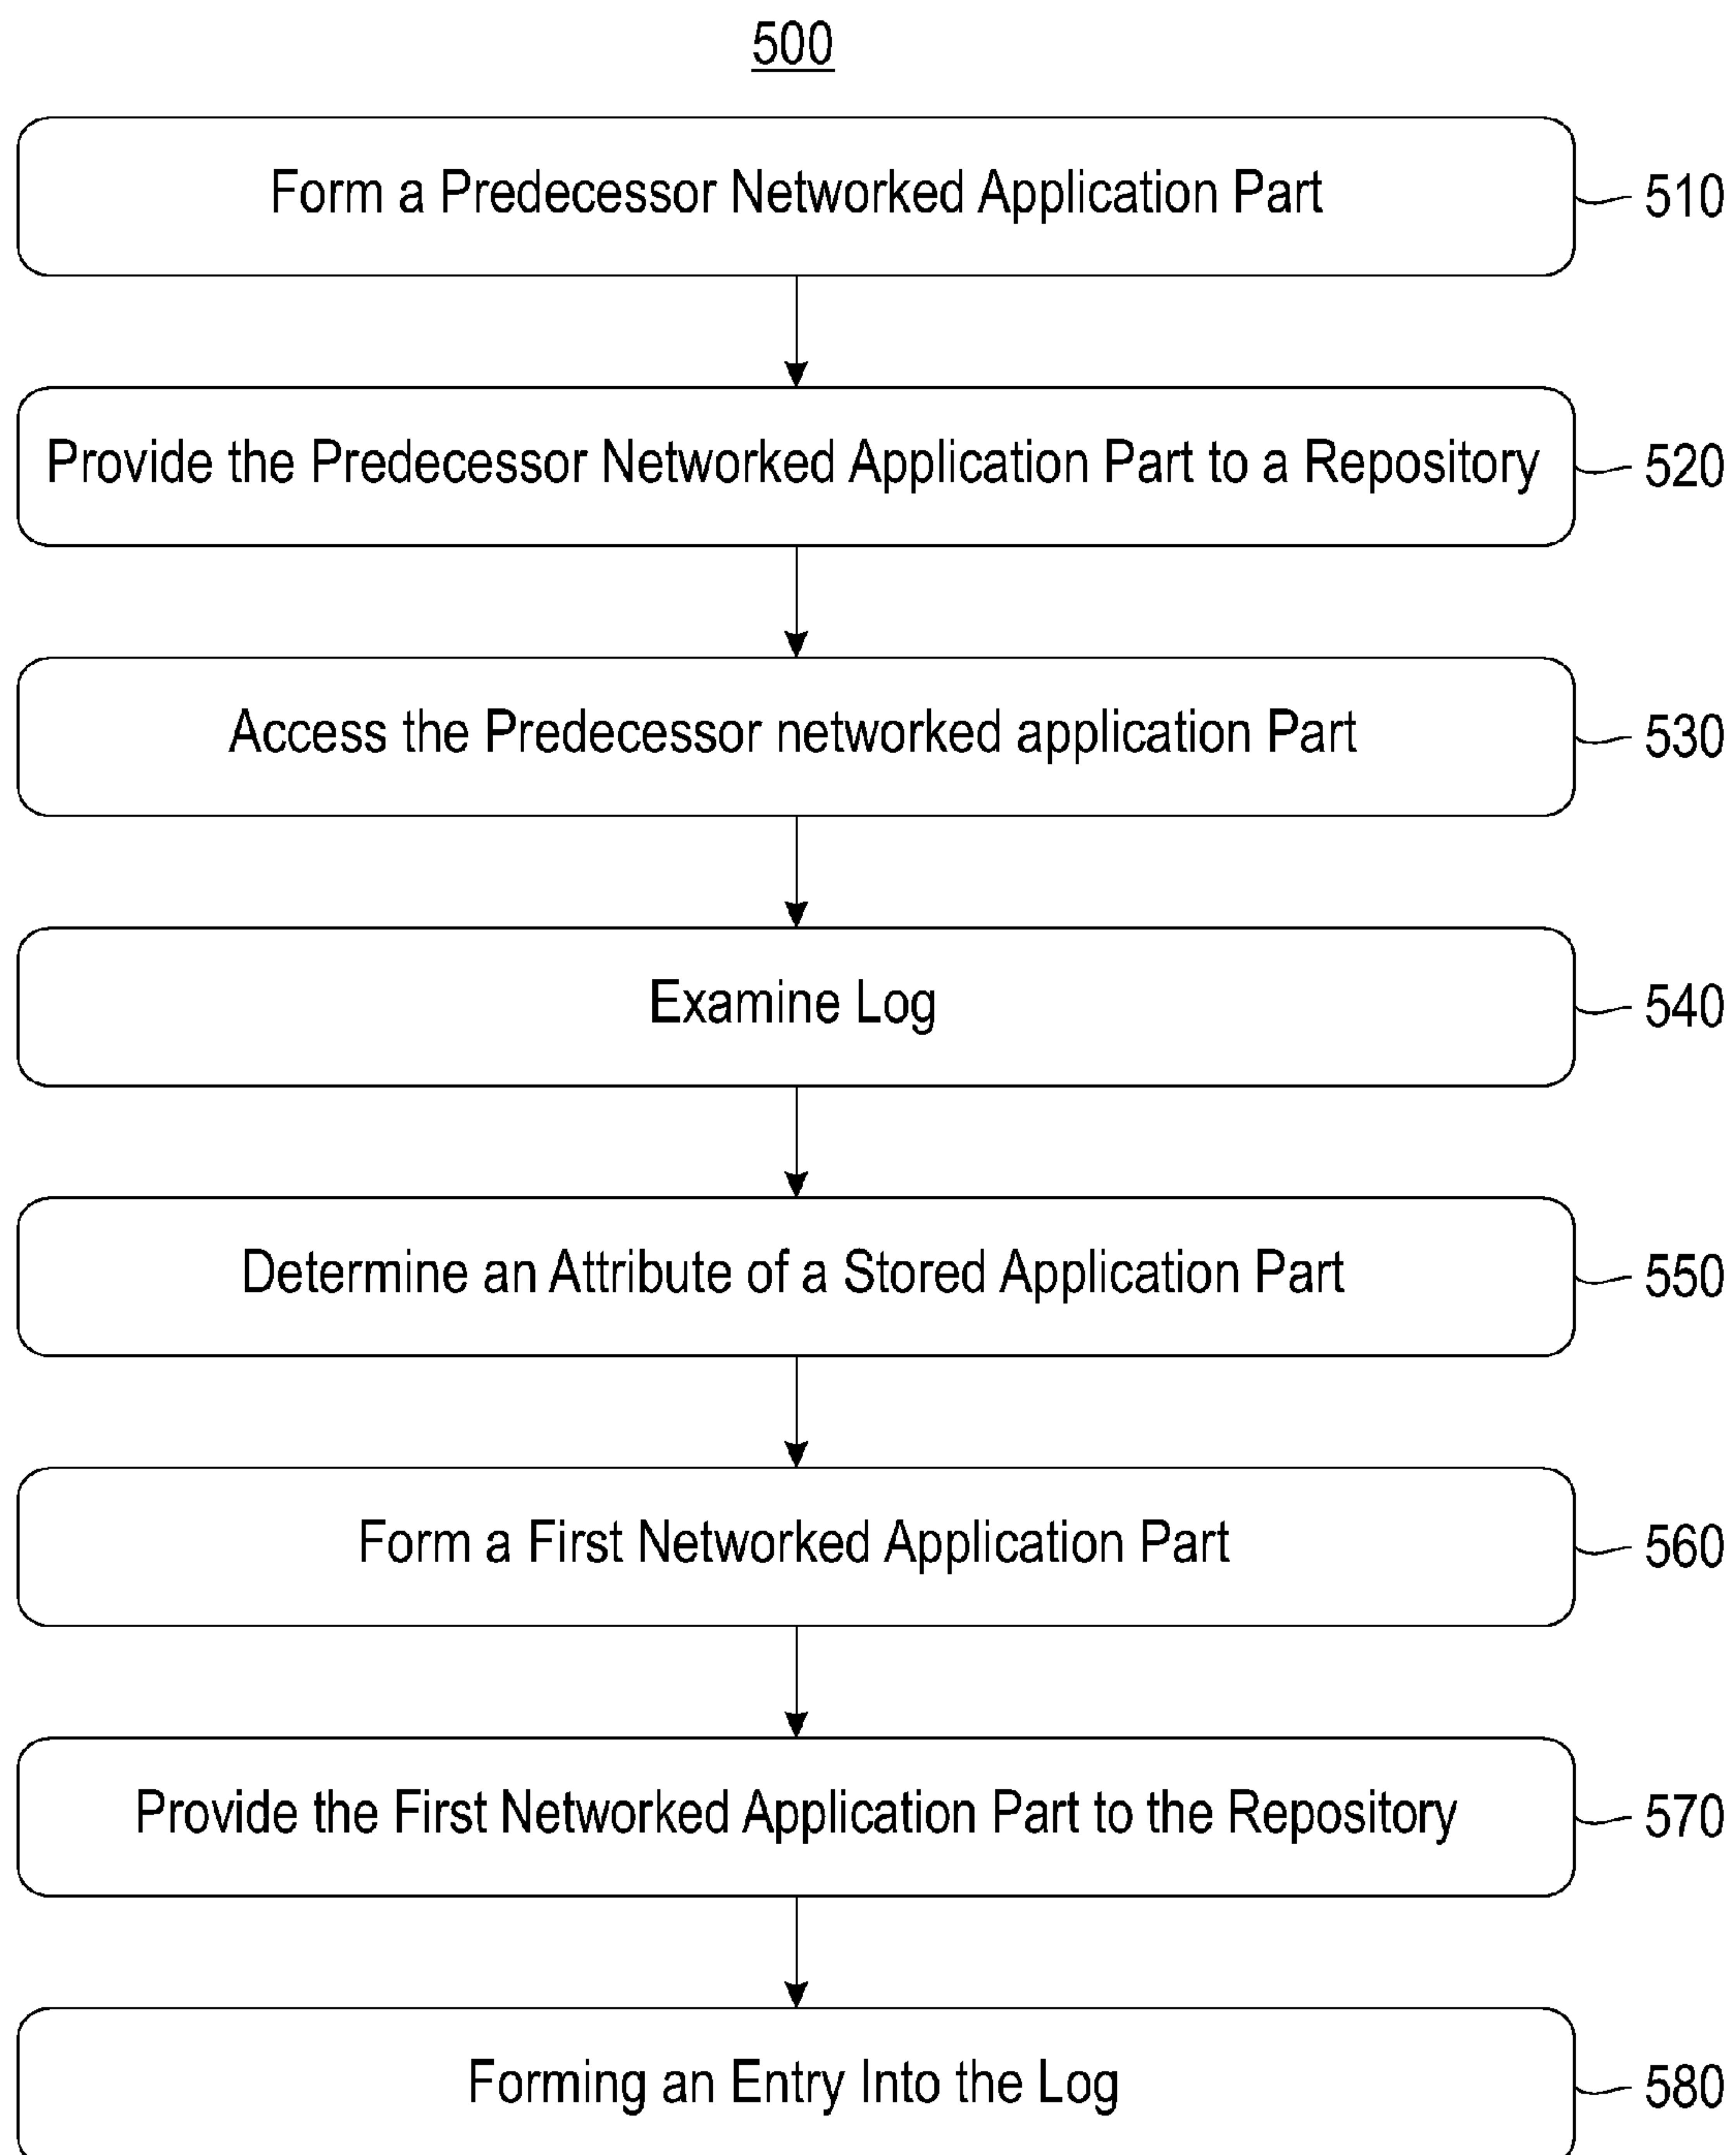 500
Form a Predecessor Networked Application Part
510
Provide the Predecessor Networked Application Part to a Repository
520
Access the Predecessor networked application Part
530
Examine Log
540
Determine an Attribute of a Stored Application Part
550
Form a First Networked Application Part
560
Provide the First Networked Application Part to the Repository
570
Forming an Entry Into the Log
580